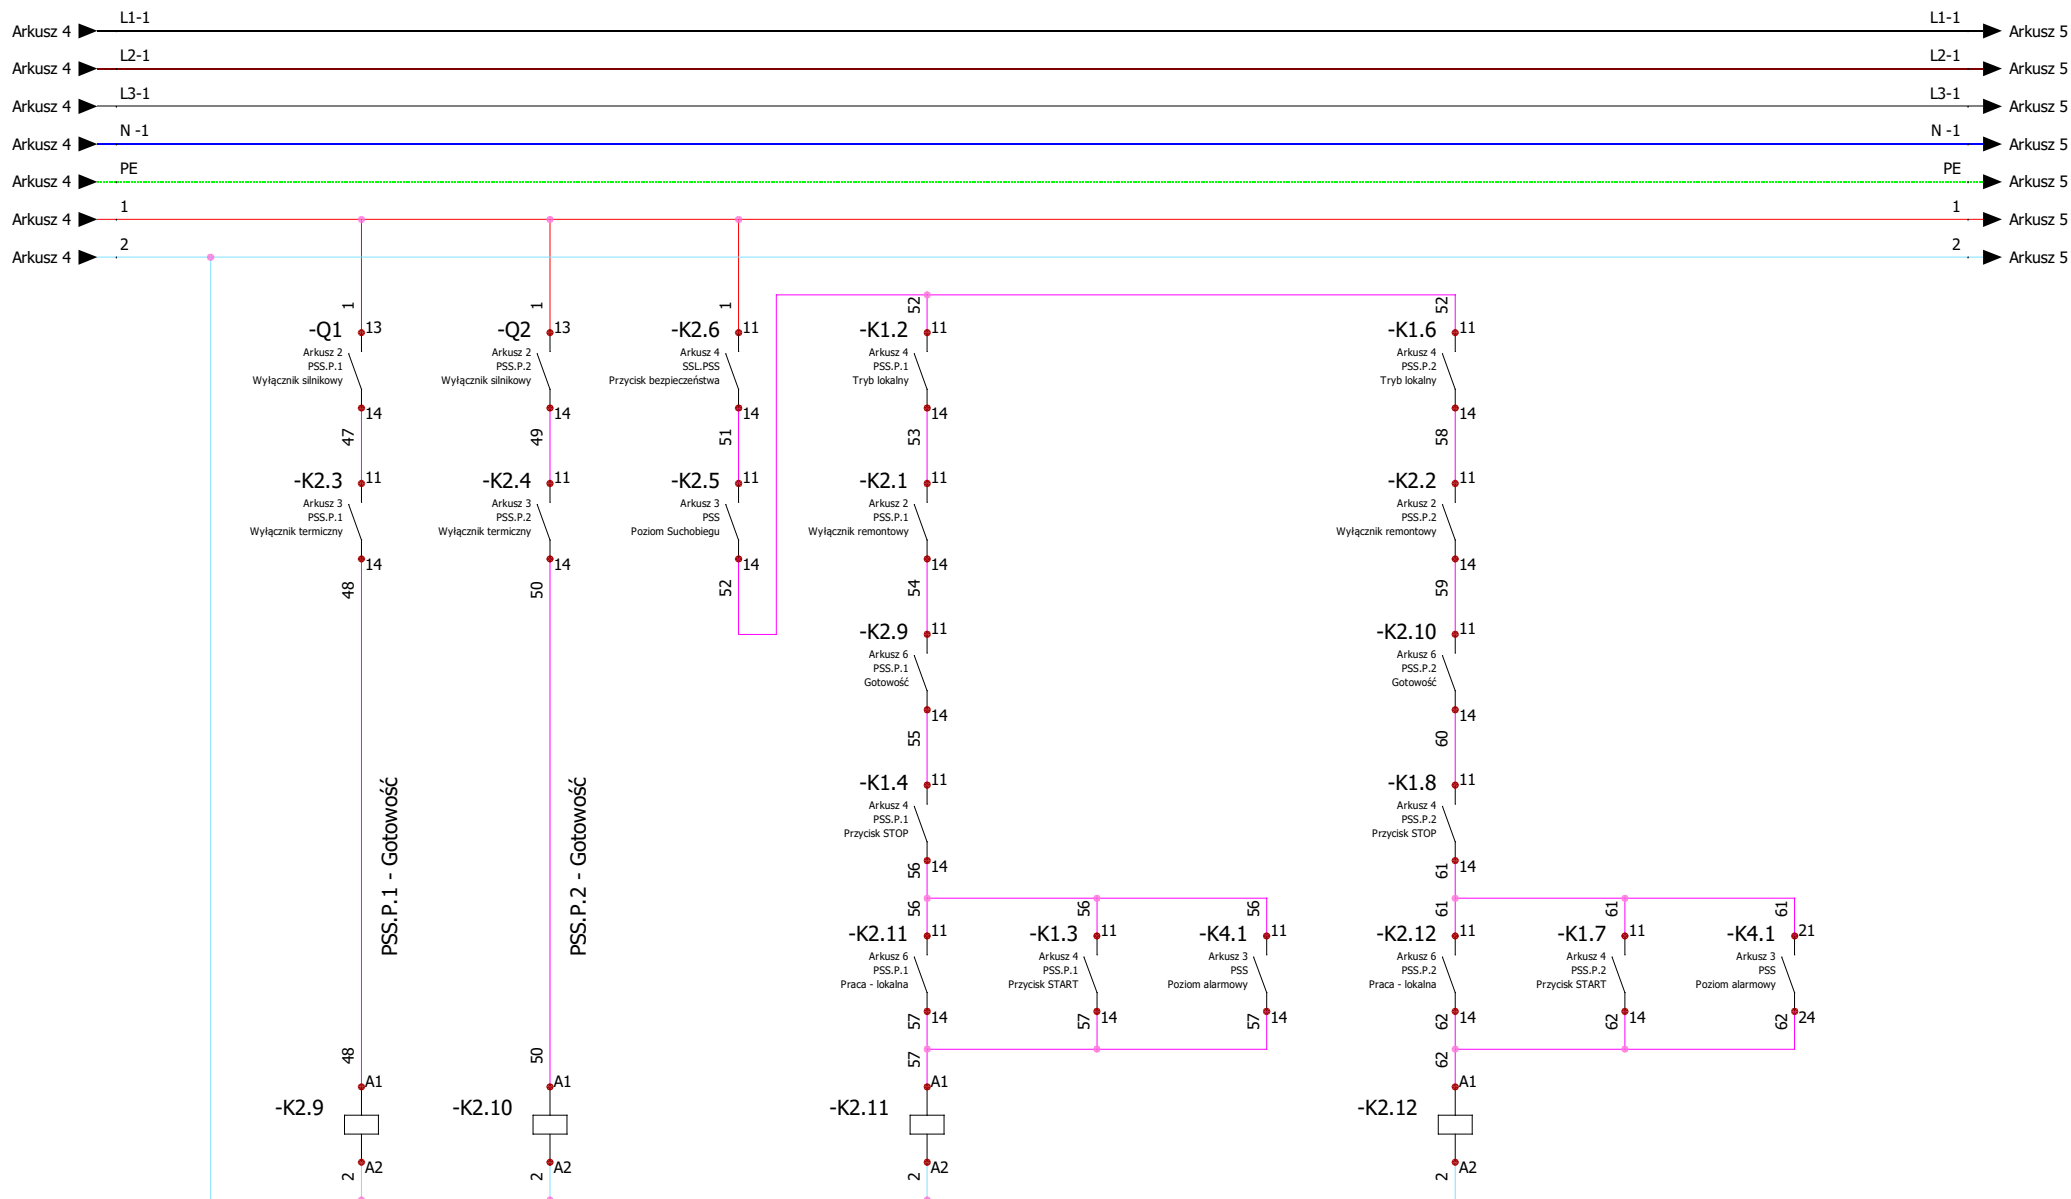 Arkusz 4 L1-1 L1-1 Arkusz 5
Arkusz 4 L2-1 L2-1 Arkusz 5
Arkusz 4 L3-1 L3-1 Arkusz 5
Arkusz 4 N -1 N -1 Arkusz 5
Arkusz 4 PE PE Arkusz 5
Arkusz 4 1 1 Arkusz 5
Arkusz 4 2 2 Arkusz 5
1
-Q1 13
Arkusz 2
PSS.P.1
Wyłącznik silnikowy
14
47
-K2.3 11
Arkusz 3
PSS.P.1
Wyłącznik termiczny
14
48
PSS.P.1 - Gotowość
48
A1
-K2.9
A2
2
1
-Q2 13
Arkusz 2
PSS.P.2
Wyłącznik silnikowy
14
49
-K2.4 11
Arkusz 3
PSS.P.2
Wyłącznik termiczny
14
50
PSS.P.2 - Gotowość
50
A1
-K2.10
A2
2
1
-K2.6 11
Arkusz 4
SSL.PSS
Przycisk bezpieczeństwa
14
51
-K2.5 11
Arkusz 3
PSS
Poziom Suchobiegu
14
52
52
-K1.2 11
Arkusz 4
PSS.P.1
Tryb lokalny
14
53
-K2.1 11
Arkusz 2
PSS.P.1
Wyłącznik remontowy
14
54
-K2.9 11
Arkusz 6
PSS.P.1
Gotowość
14
55
-K1.4 11
Arkusz 4
PSS.P.1
Przycisk STOP
14
56
56
-K2.11 11
Arkusz 6
PSS.P.1
Praca - lokalna
14
57
56
-K1.3 11
Arkusz 4
PSS.P.1
Przycisk START
14
57
56
-K4.1 11
Arkusz 3
PSS
Poziom alarmowy
14
57
57
A1
-K2.11
A2
2
52
-K1.6 11
Arkusz 4
PSS.P.2
Tryb lokalny
14
58
-K2.2 11
Arkusz 2
PSS.P.2
Wyłącznik remontowy
14
59
-K2.10 11
Arkusz 6
PSS.P.2
Gotowość
14
60
-K1.8 11
Arkusz 4
PSS.P.2
Przycisk STOP
14
61
61
-K2.12 11
Arkusz 6
PSS.P.2
Praca - lokalna
14
62
61
-K1.7 11
Arkusz 4
PSS.P.2
Przycisk START
14
62
61
-K4.1 21
Arkusz 3
PSS
Poziom alarmowy
24
62
62
A1
-K2.12
A2
2